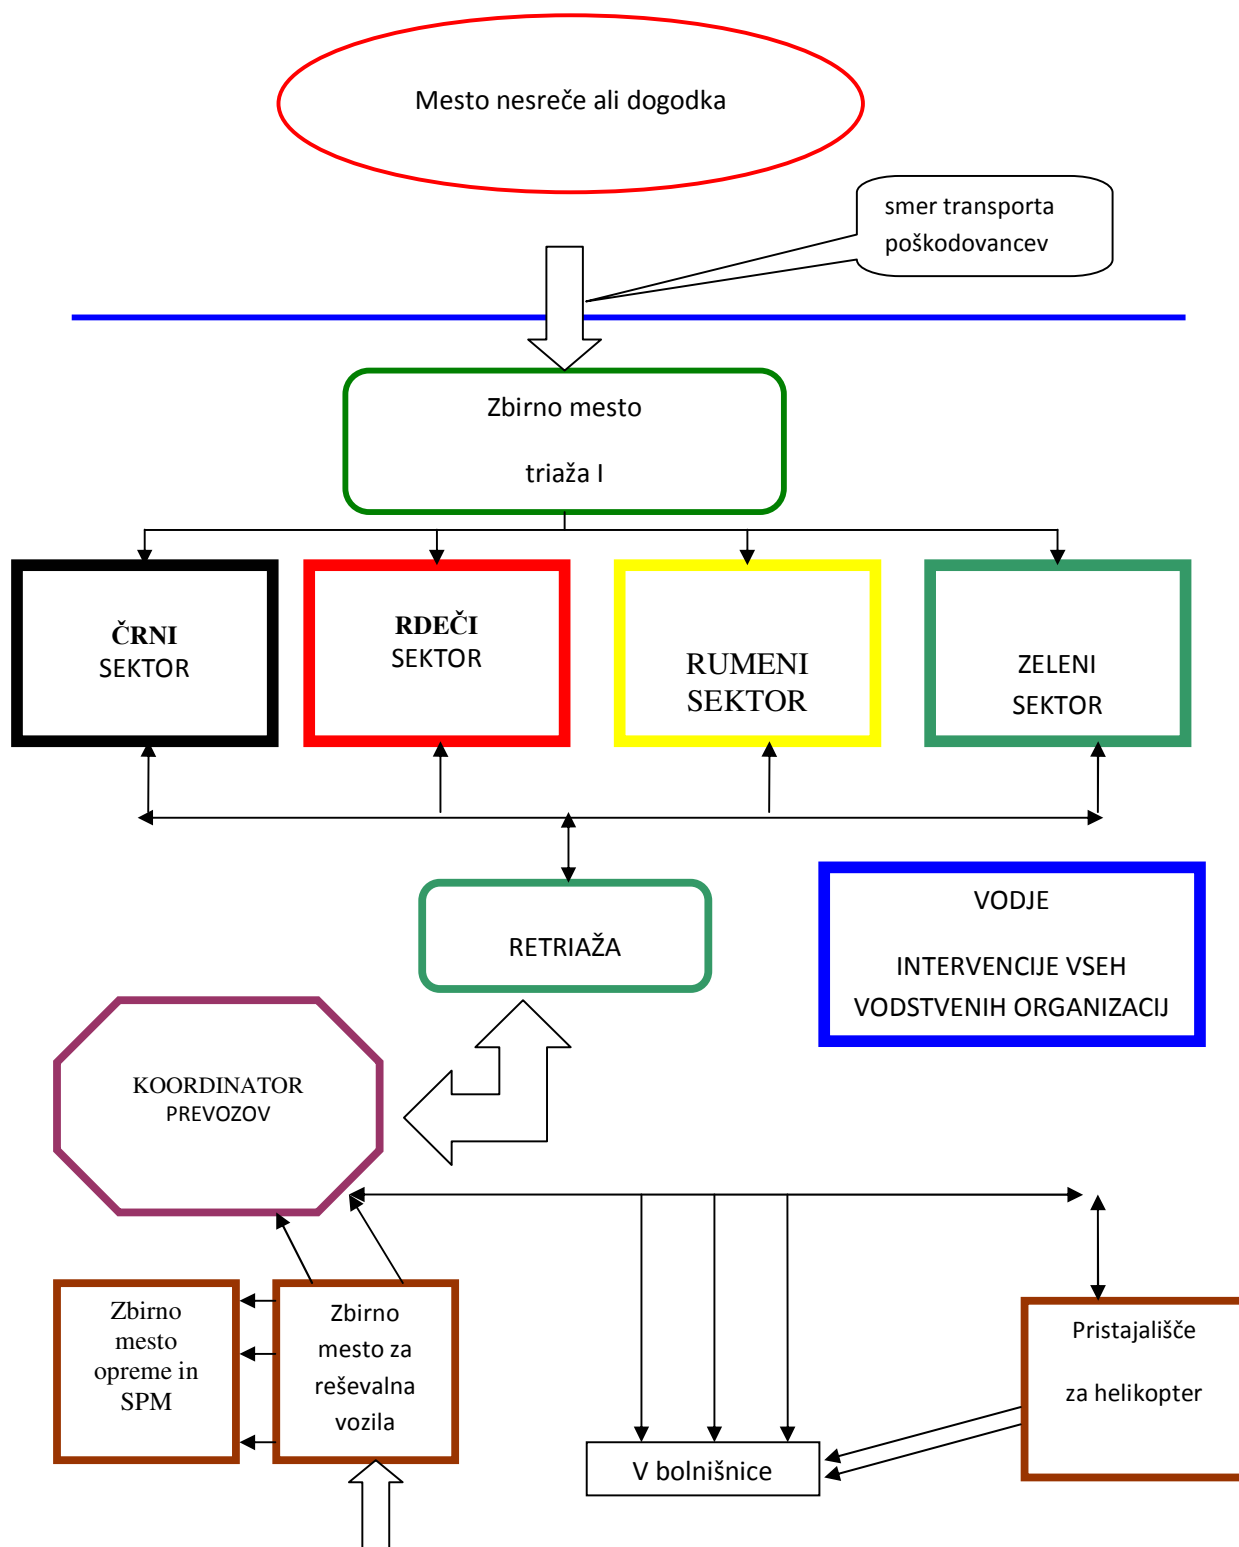 Mesto nesreče ali dogodka
smer transporta
poškodovancev
Zbirno mesto
triaža I
ČRNI
SEKTOR
RDEČI
SEKTOR
RUMENI
SEKTOR
ZELENI
SEKTOR
RETRIAŽA
VODJE
INTERVENCIJE VSEH
VODSTVENIH ORGANIZACIJ
KOORDINATOR
PREVOZOV
Zbirno
mesto
opreme in
SPM
Zbirno
mesto za
reševalna
vozila
V bolnišnice
Pristajališče
za helikopter